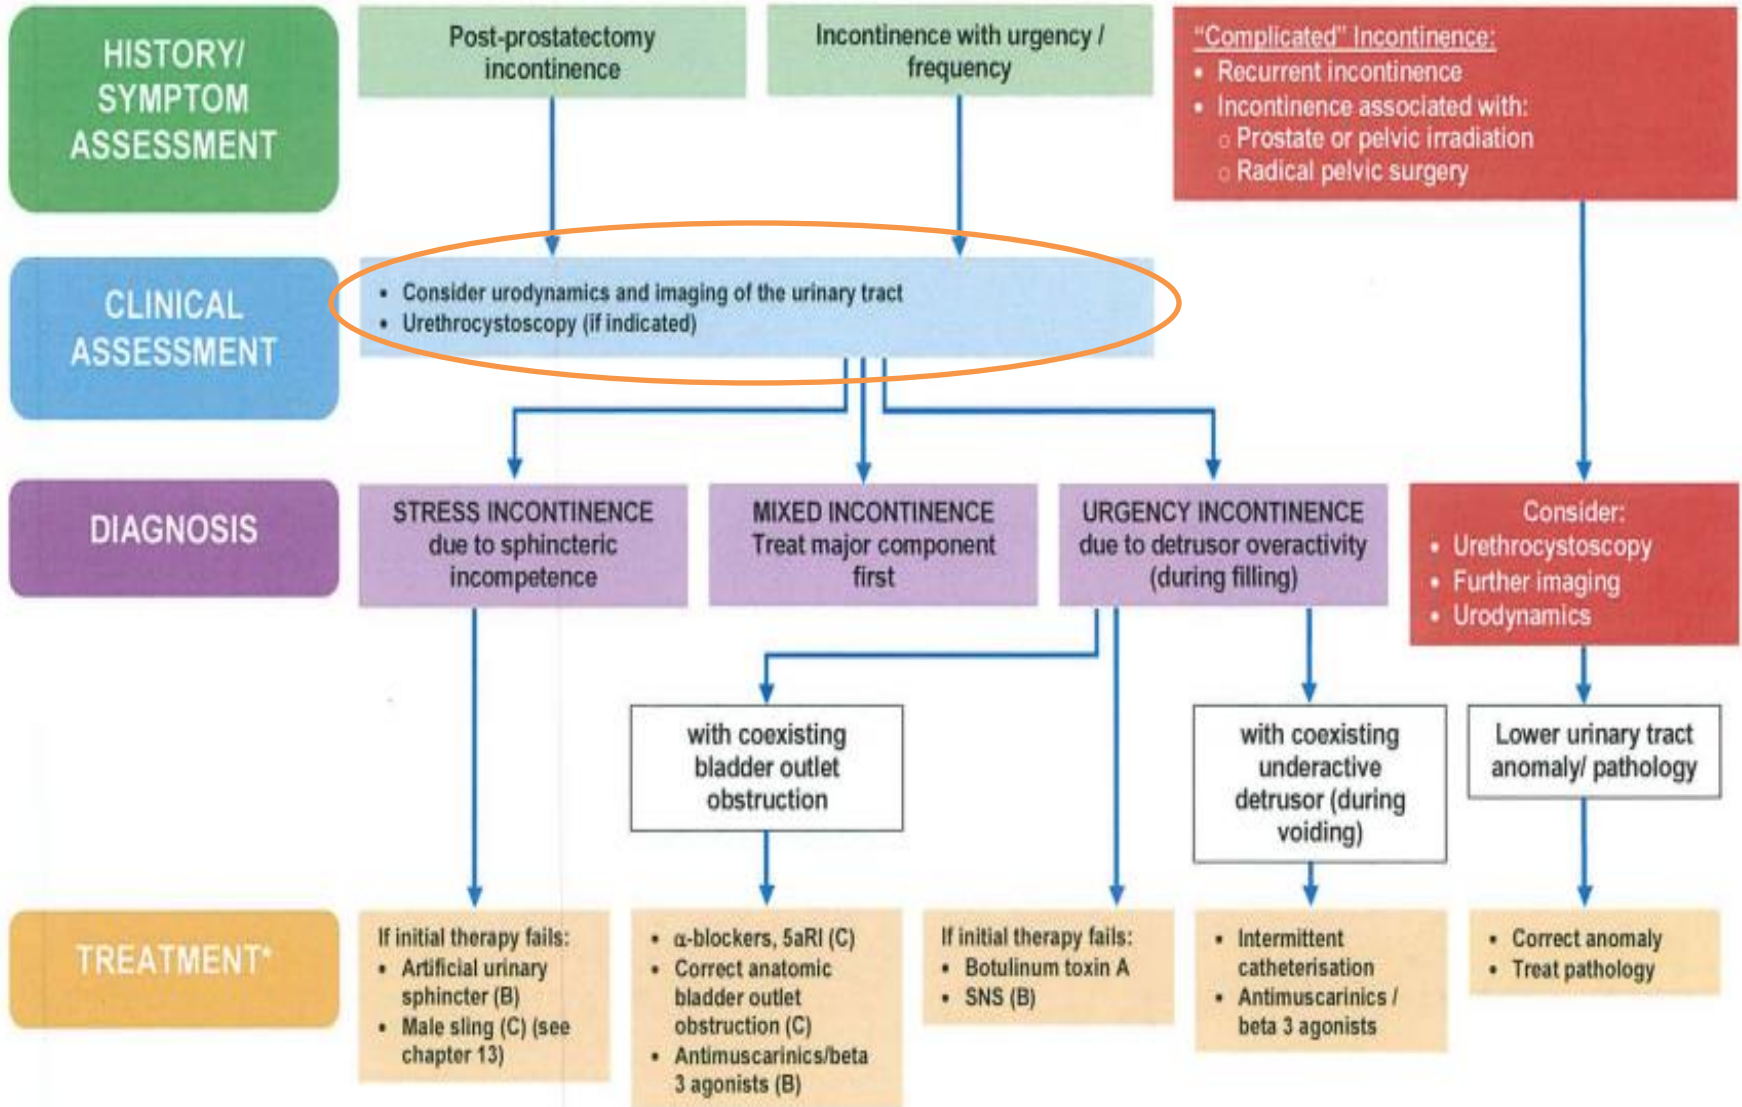 HISTORY/
SYMPTOM
ASSESSMENT
Post-prostatectomy
incontinence
Incontinence with urgency /
frequency
“Complicated” Incontinence:
• Recurrent incontinence
• Incontinence associated with:
○ Prostate or pelvic irradiation
○ Radical pelvic surgery
CLINICAL
ASSESSMENT
• Consider urodynamics and imaging of the urinary tract
• Urethrocystoscopy (if indicated)
DIAGNOSIS
STRESS INCONTINENCE
due to sphincteric
incompetence
MIXED INCONTINENCE
Treat major component
first
URGENCY INCONTINENCE
due to detrusor overactivity
(during filling)
Consider:
• Urethrocystoscopy
• Further imaging
• Urodynamics
with coexisting
bladder outlet
obstruction
with coexisting
underactive
detrusor (during
voiding)
Lower urinary tract
anomaly/ pathology
TREATMENT*
If initial therapy fails:
• Artificial urinary
sphincter (B)
• Male sling (C) (see
chapter 13)
• α-blockers, 5aRI (C)
• Correct anatomic
bladder outlet
obstruction (C)
• Antimuscarinics/beta
3 agonists (B)
If initial therapy fails:
• Botulinum toxin A
• SNS (B)
• Intermittent
catheterisation
• Antimuscarinics /
beta 3 agonists
• Correct anomaly
• Treat pathology